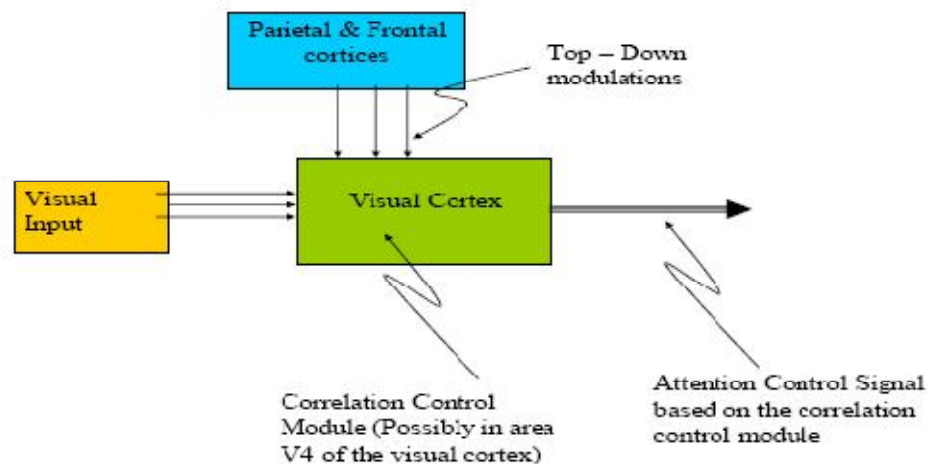 Parietal & Frontal
cortices
Top – Down
modulations
Visual
Input
Visual Cortex
Correlation Control
Module (Possibly in area
V4 of the visual cortex)
Attention Control Signal
based on the correlation
control module